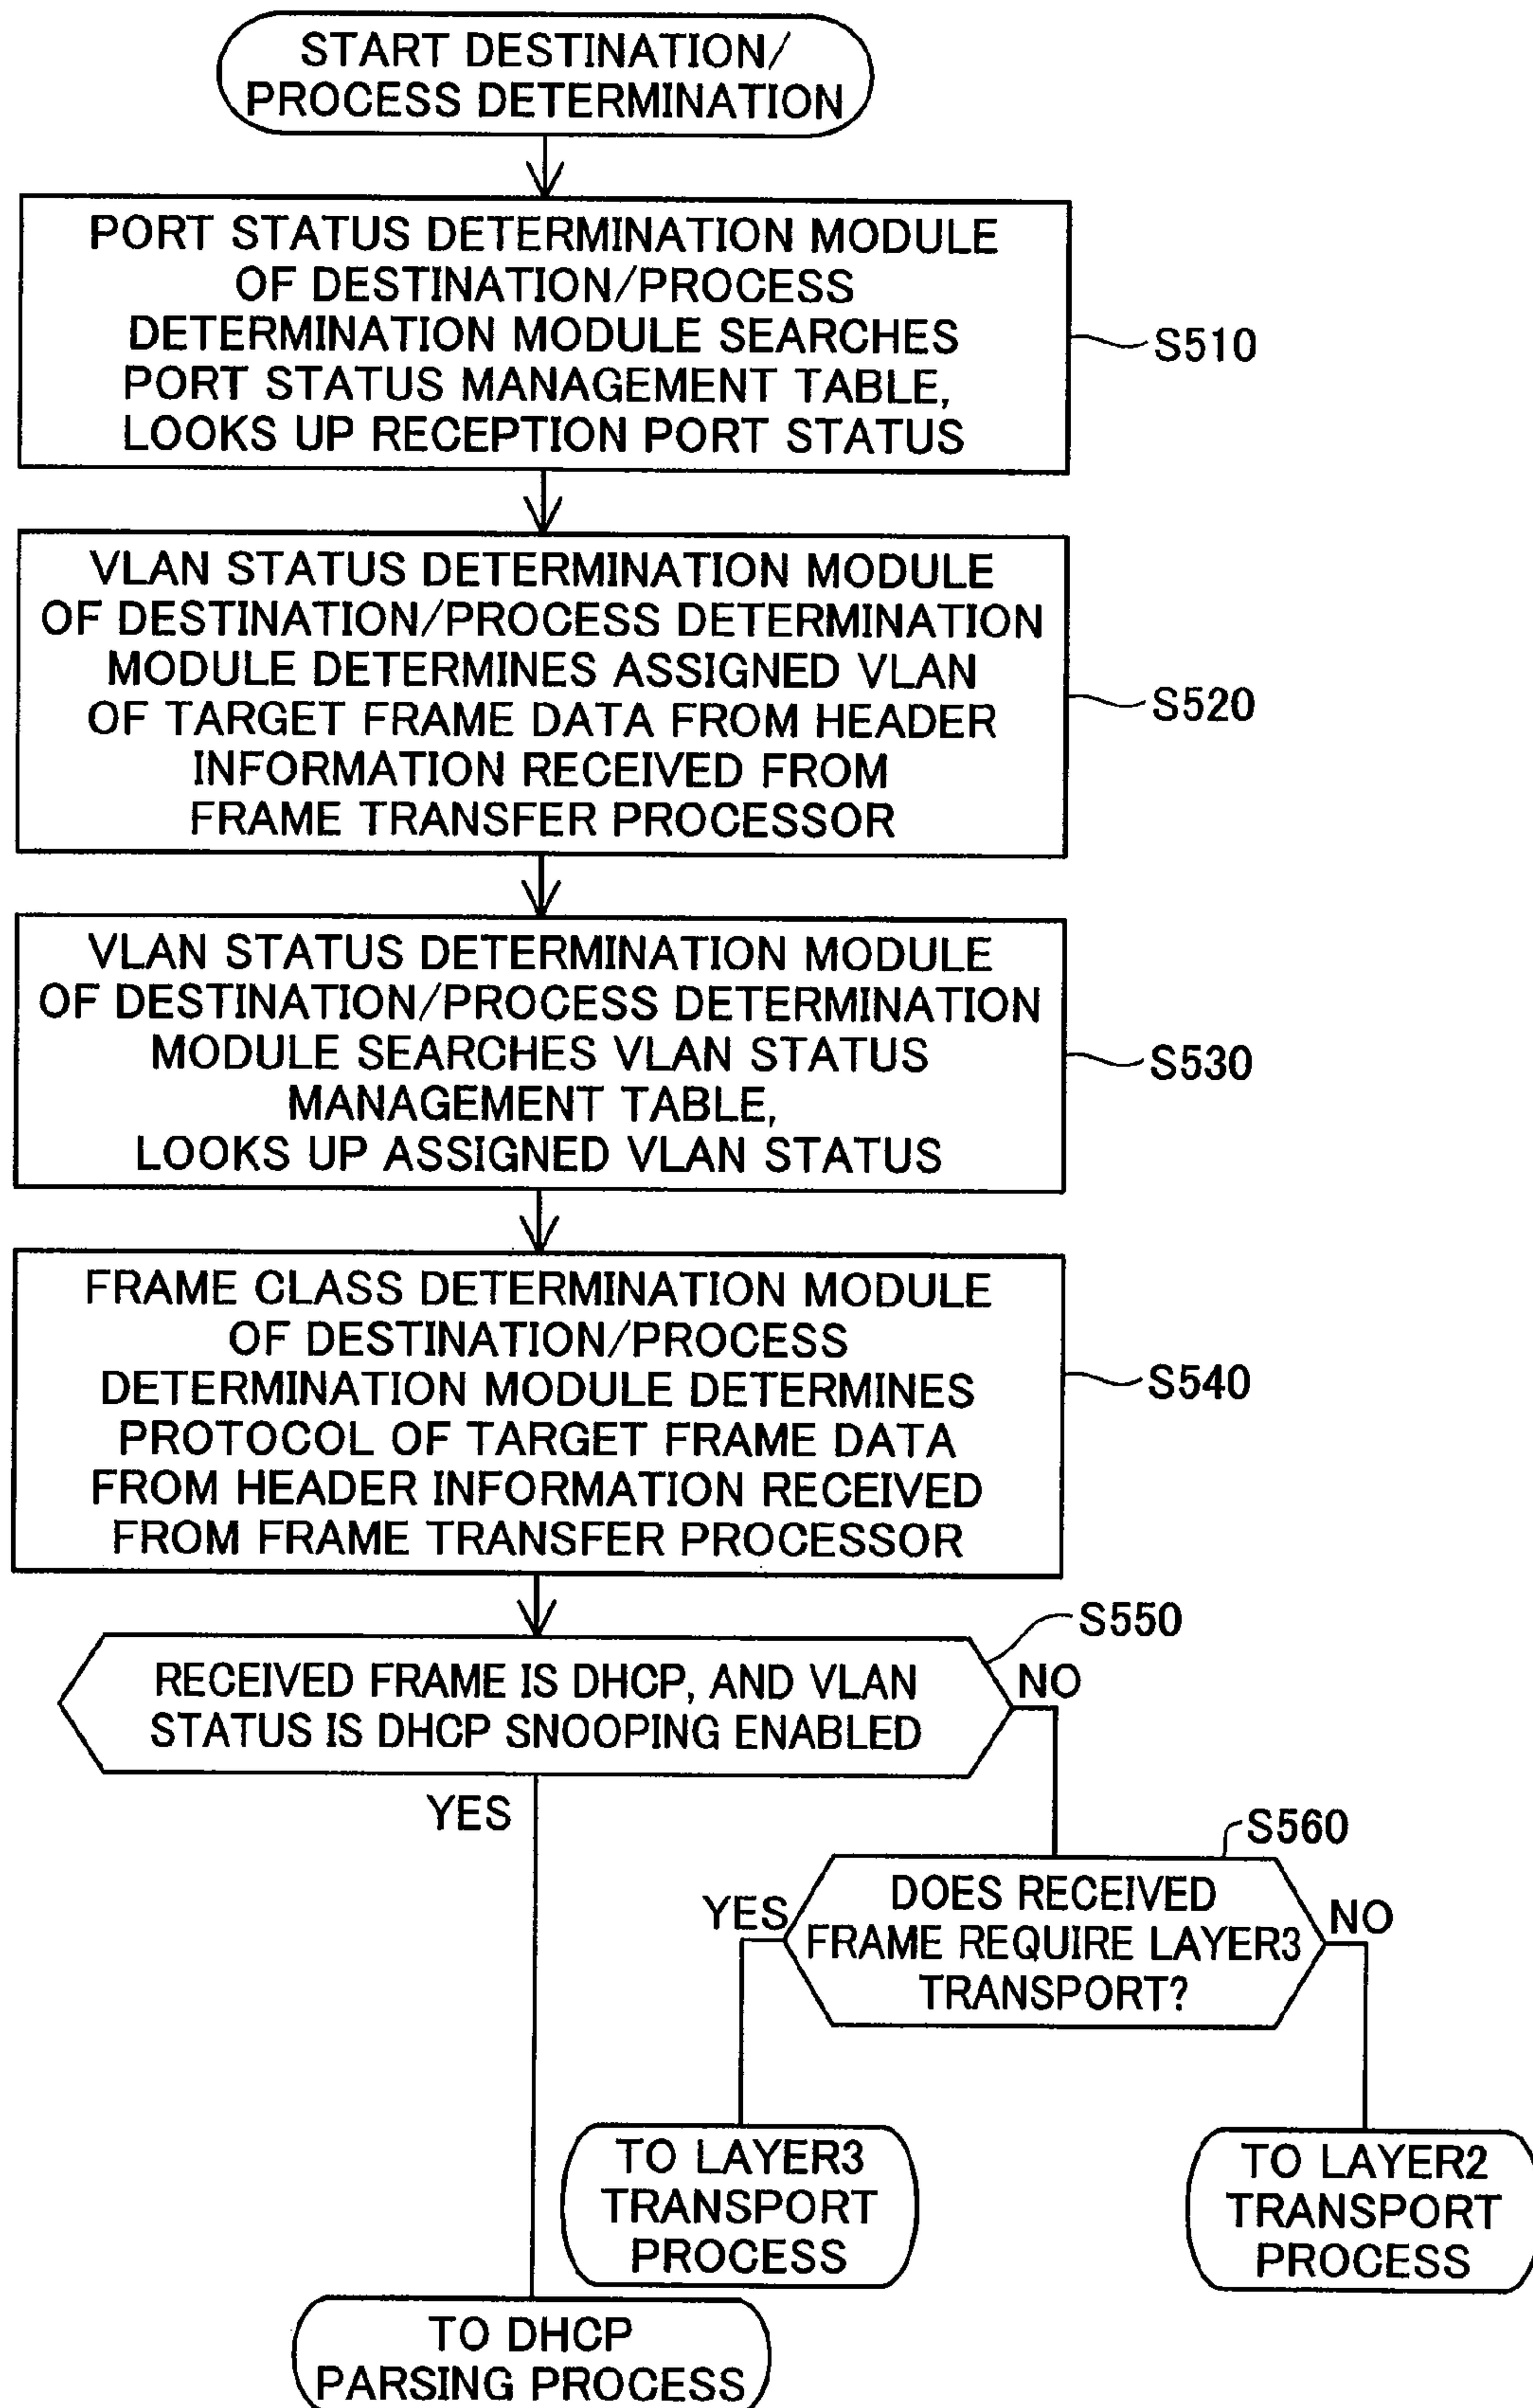 START DESTINATION/
PROCESS DETERMINATION
PORT STATUS DETERMINATION MODULE
OF DESTINATION/PROCESS
DETERMINATION MODULE SEARCHES
PORT STATUS MANAGEMENT TABLE,
LOOKS UP RECEPTION PORT STATUS
S510
VLAN STATUS DETERMINATION MODULE
OF DESTINATION/PROCESS DETERMINATION
MODULE DETERMINES ASSIGNED VLAN
OF TARGET FRAME DATA FROM HEADER
INFORMATION RECEIVED FROM
FRAME TRANSFER PROCESSOR
S520
VLAN STATUS DETERMINATION MODULE
OF DESTINATION/PROCESS DETERMINATION
MODULE SEARCHES VLAN STATUS
MANAGEMENT TABLE,
LOOKS UP ASSIGNED VLAN STATUS
S530
FRAME CLASS DETERMINATION MODULE
OF DESTINATION/PROCESS
DETERMINATION MODULE DETERMINES
PROTOCOL OF TARGET FRAME DATA
FROM HEADER INFORMATION RECEIVED
FROM FRAME TRANSFER PROCESSOR
S540
S550
RECEIVED FRAME IS DHCP, AND VLAN
STATUS IS DHCP SNOOPING ENABLED
NO
YES
S560
DOES RECEIVED
FRAME REQUIRE LAYER3
TRANSPORT?
YES
NO
TO LAYER3
TRANSPORT
PROCESS
TO LAYER2
TRANSPORT
PROCESS
TO DHCP
PARSING PROCESS